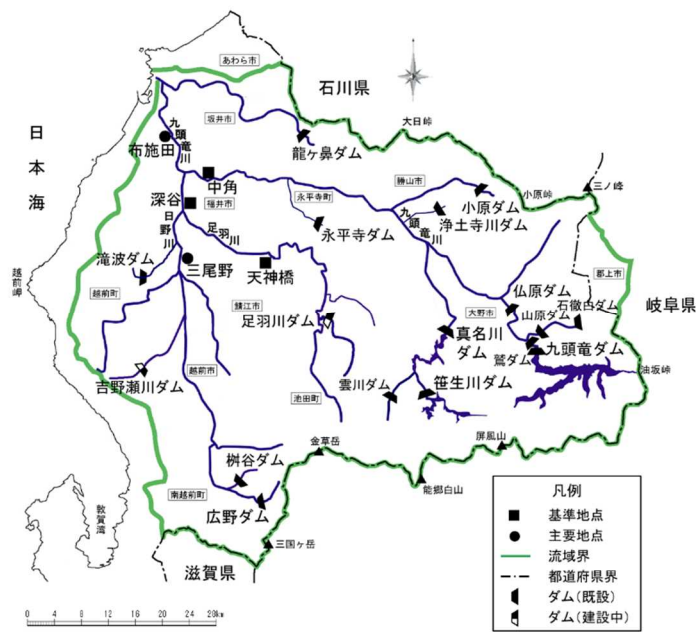 あわら市
石川県
日本海
坂井市
大日峠
九頭竜川
布施田
龍ヶ鼻ダム
中角
勝山市
小原ダム
小原峠
三ノ峰
深谷
福井市
永平寺町
九頭竜川
浄土寺川ダム
日野川
足羽川
永平寺ダム
滝波ダム
三尾野
天神橋
郡上市
越前岬
越前町
鯖江市
仏原ダム
石徹白ダム
岐阜県
大野市
山原ダム
足羽川ダム
真名川
ダム
九頭竜ダム
鷲ダム
油坂峠
吉野瀬川ダム
越前市
雲川ダム
笹生川ダム
池田町
金草岳
屏風山
桝谷ダム
能郷白山
南越前町
広野ダム
敦賀湾
三国ヶ岳
滋賀県
凡例
基準地点
主要地点
流域界
都道府県界
ダム(既設)
ダム(建設中)
0 4 8 12 16 20km